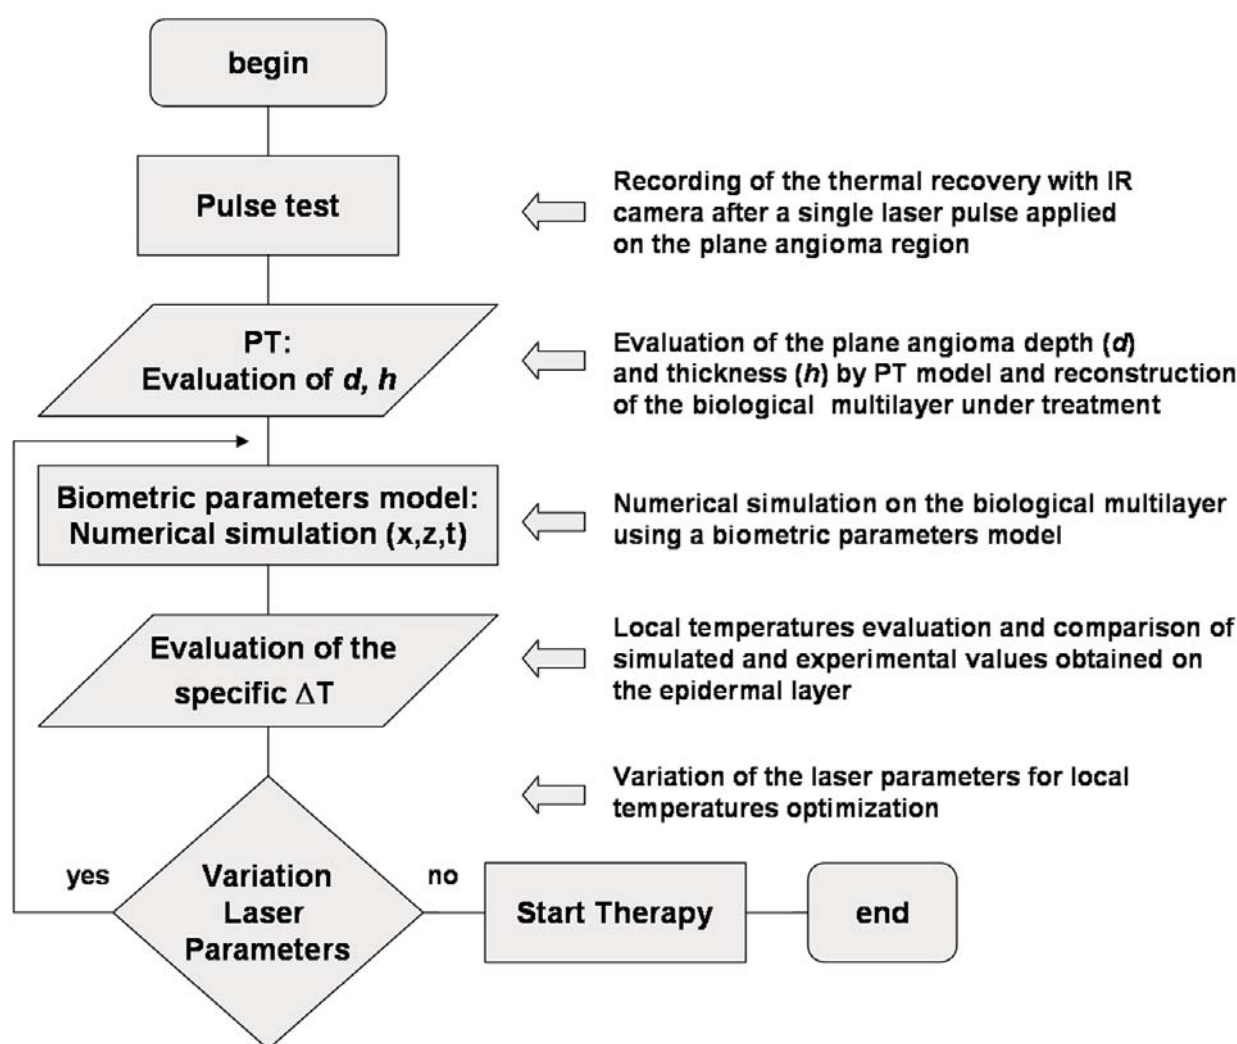 begin
Pulse test
Recording of the thermal recovery with IR
camera after a single laser pulse applied
on the plane angioma region
PT:
Evaluation of d, h
Evaluation of the plane angioma depth (d)
and thickness (h) by PT model and reconstruction
of the biological multilayer under treatment
Biometric parameters model:
Numerical simulation (x,z,t)
Numerical simulation on the biological multilayer
using a biometric parameters model
Evaluation of the
specific ΔT
Local temperatures evaluation and comparison of
simulated and experimental values obtained on
the epidermal layer
Variation of the laser parameters for local
temperatures optimization
yes
Variation
Laser
Parameters
no
Start Therapy
end